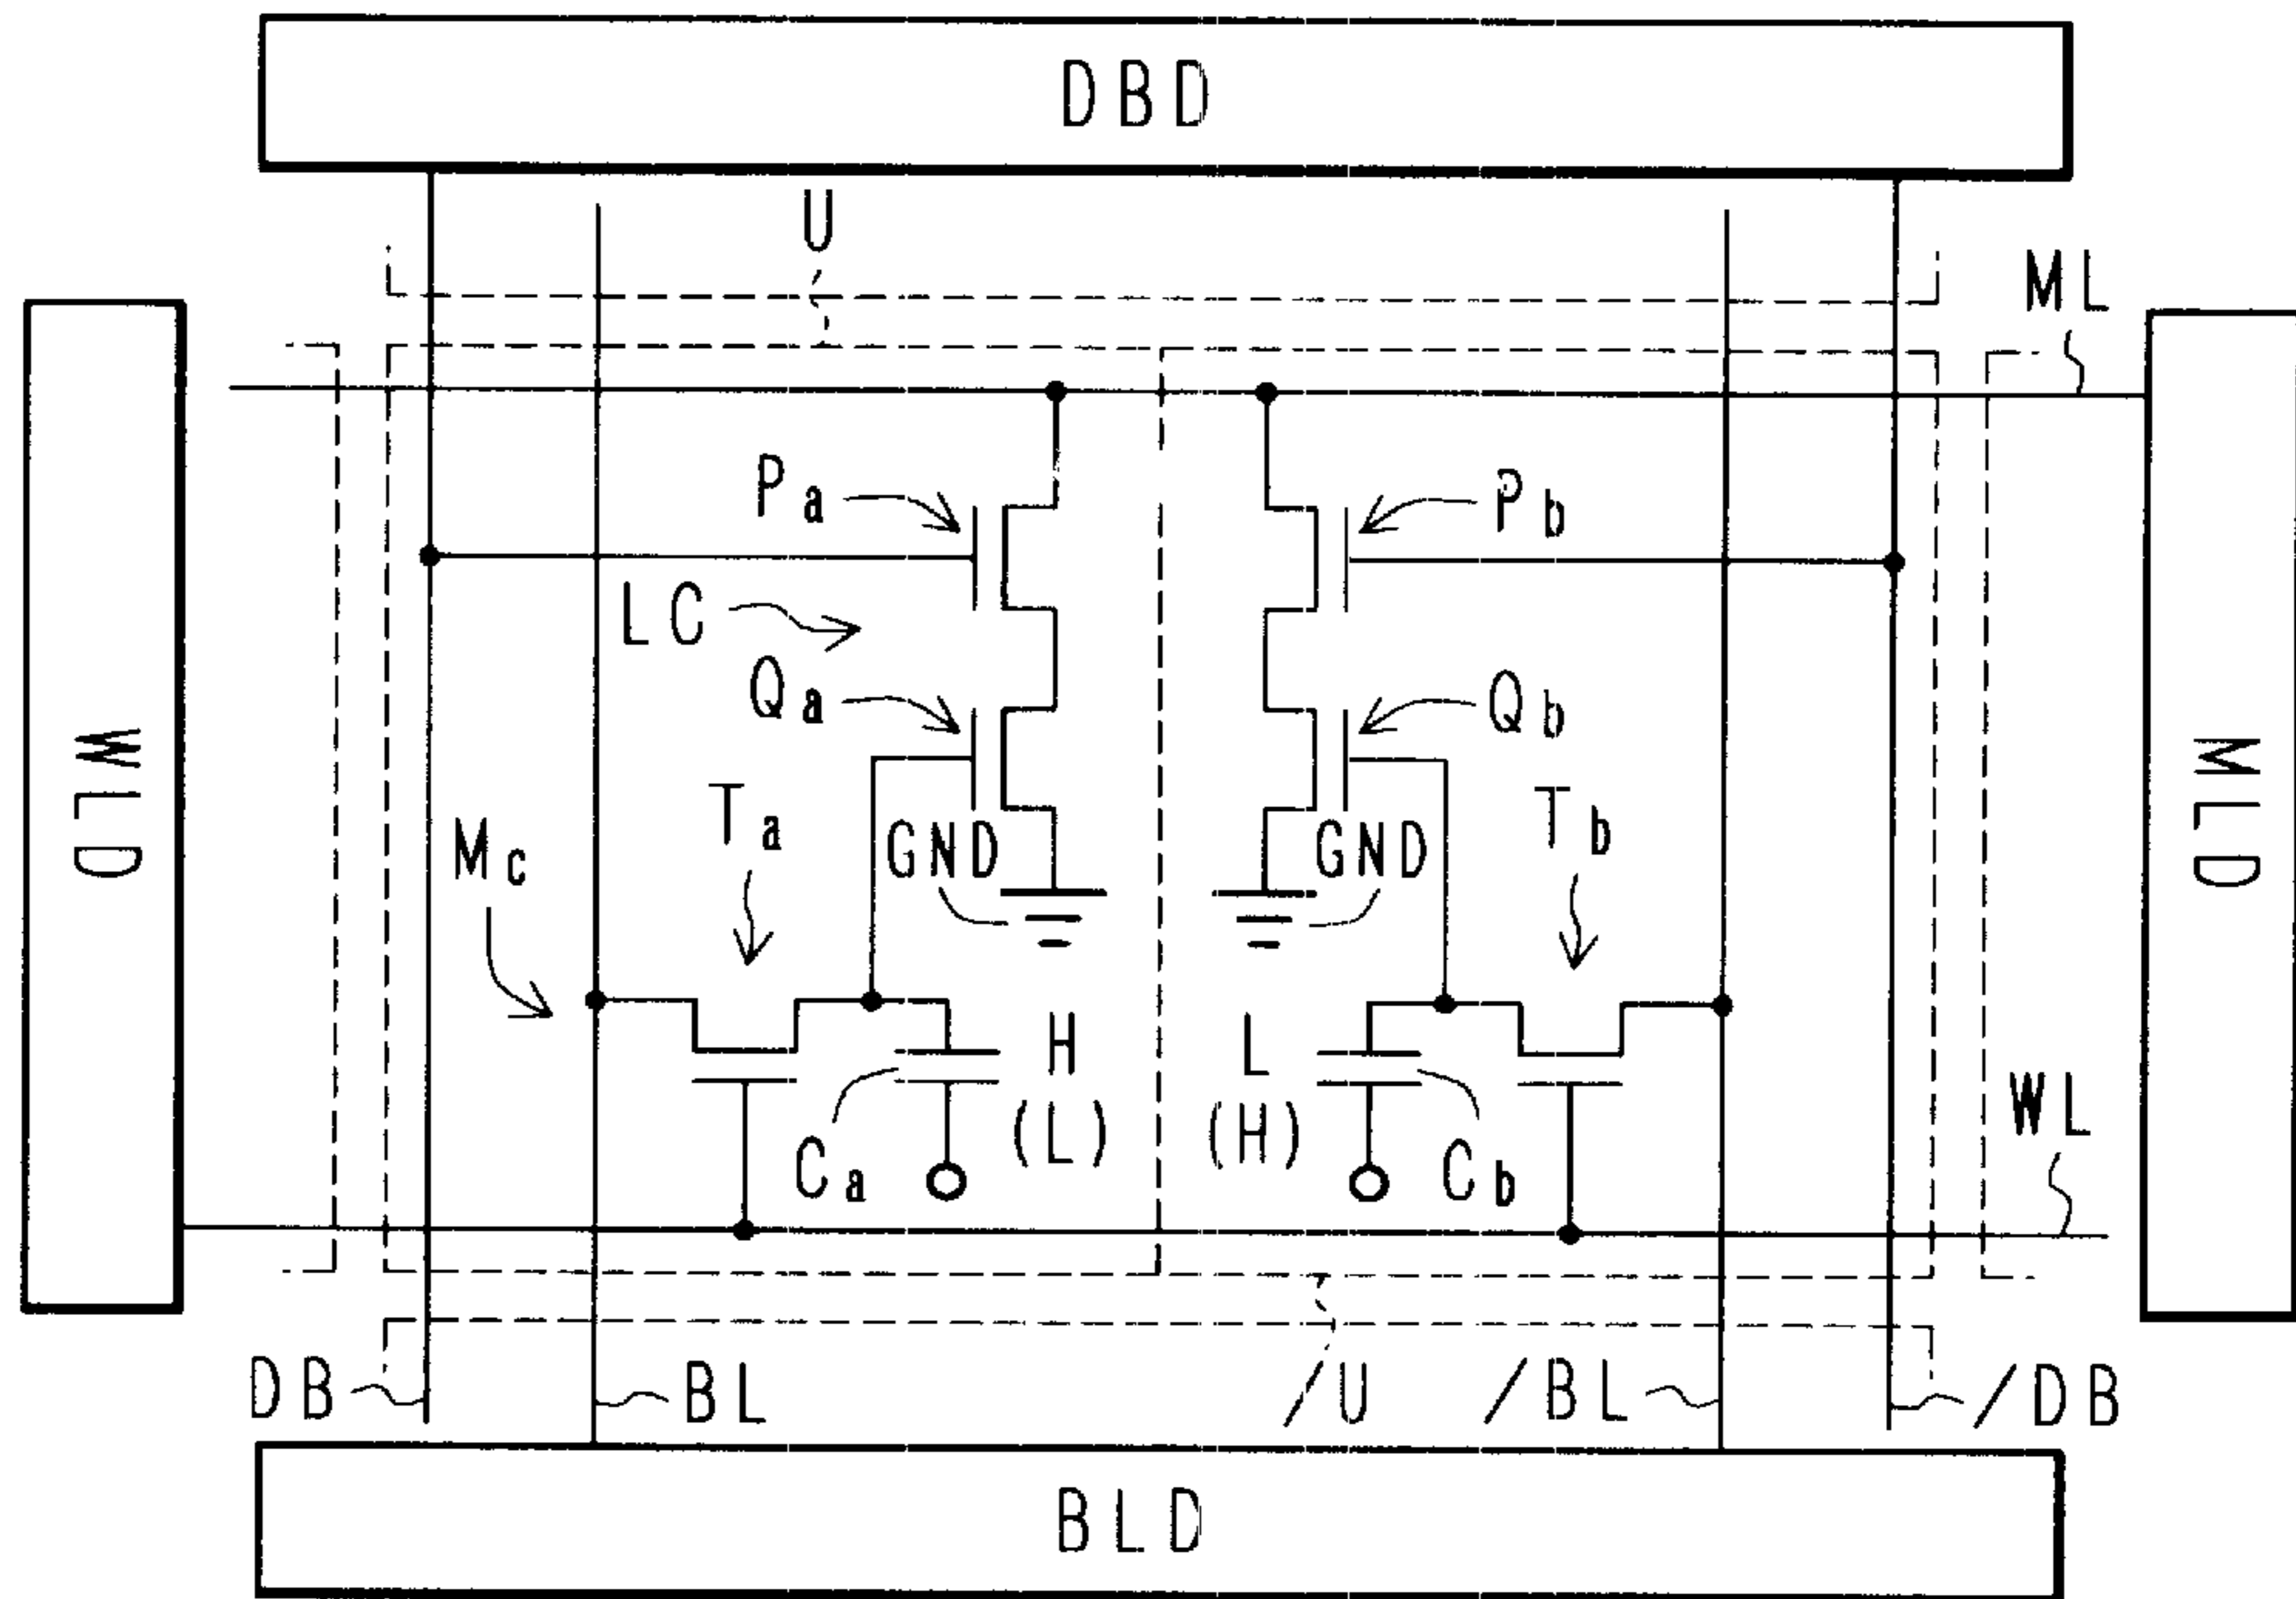 DBD
U
ML
Pa
Pb
LC
Qa
Qb
WLD
MLD
Ta
GND
GND
Tb
Mc
H
L
(L)
(H)
WL
Ca
Cb
DB
BL
/U
/BL
/DB
BLD